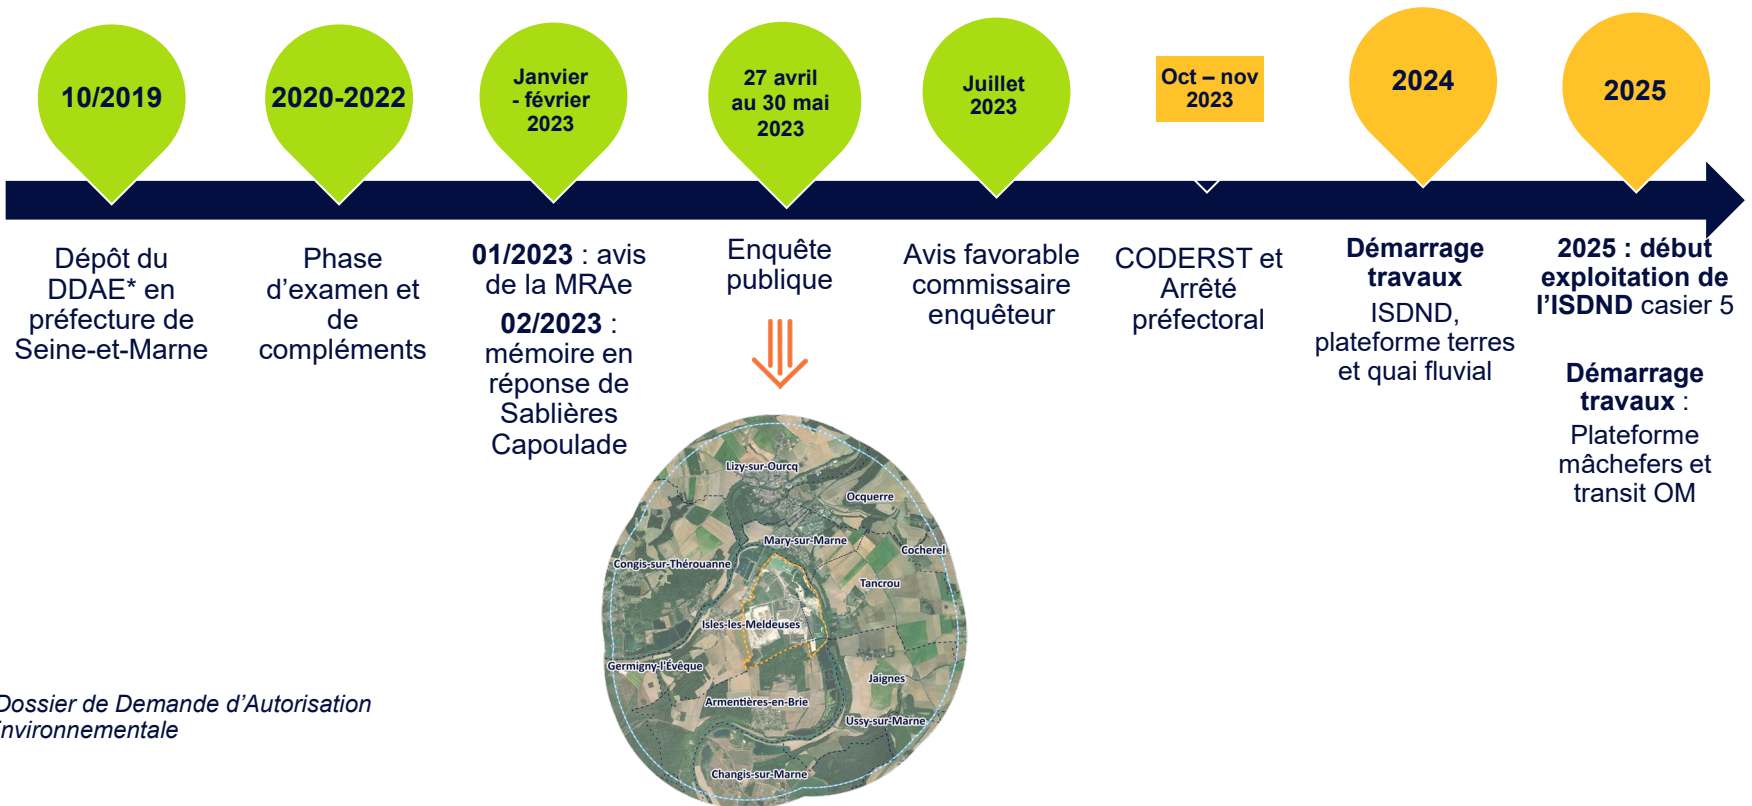 10/2019
2020-2022
Janvier
- février
2023
27 avril
au 30 mai
2023
Juillet
2023
Oct – nov
2023
2024
2025
Dépôt du
DDAE* en
préfecture de
Seine-et-Marne
Phase
d'examen et
de
compléments
01/2023 : avis
de la MRAe
02/2023 :
mémoire en
réponse de
Sablières
Capoulade
Enquête
publique
Avis favorable
commissaire
enquêteur
CODERST et
Arrêté
préfectoral
Démarrage
travaux
ISDND,
plateforme terres
et quai fluvial
2025 : début
exploitation de
l'ISDND casier 5
Démarrage
travaux :
Plateforme
mâchefers et
transit OM
Lizy-sur-Ourcq
Ocquerre
Mary-sur-Marne
Cocherel
Congis-sur-Thérouanne
Tancrou
Isles-les-Meldeuses
Germigny-l'Évêque
Jaignes
Armentières-en-Brie
Ussy-sur-Marne
Changis-sur-Marne
Dossier de Demande d'Autorisation
nvironnementale